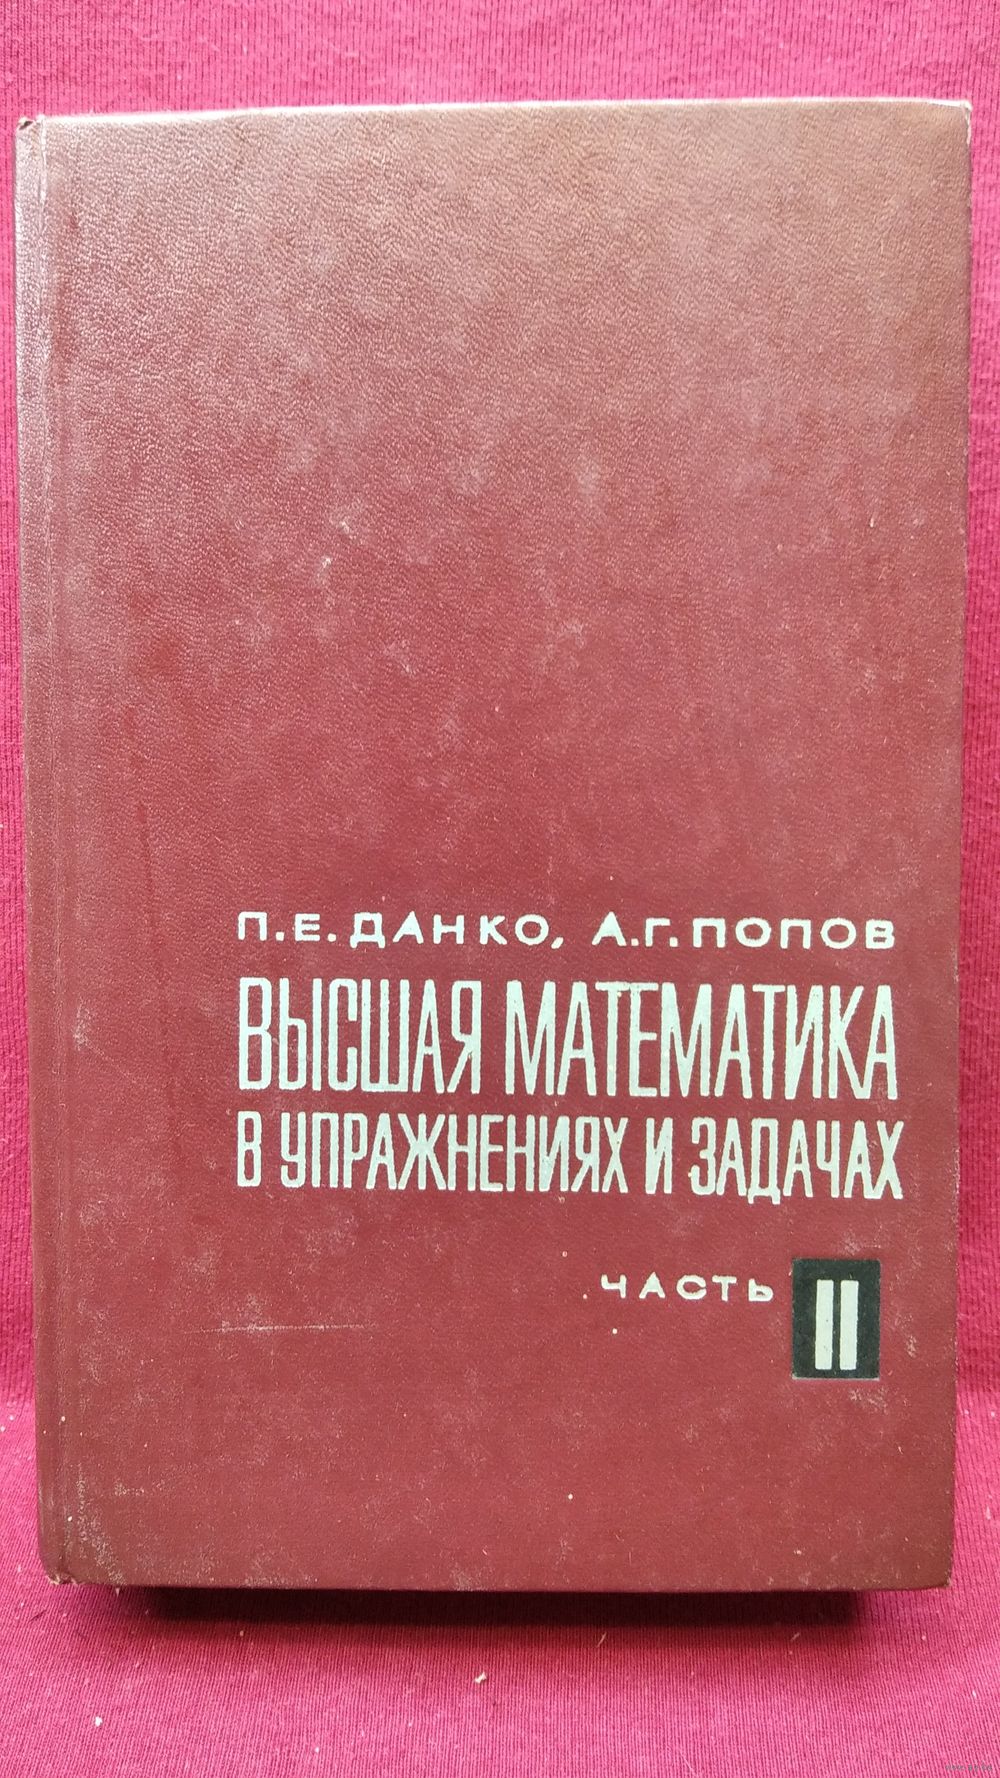 П.Е.ДАНКО, А.Г.ПОПОВ
ВЫСШАЯ МАТЕМАТИКА
В УПРАЖНЕНИЯХ И ЗАДАЧАХ
ЧАСТЬ II